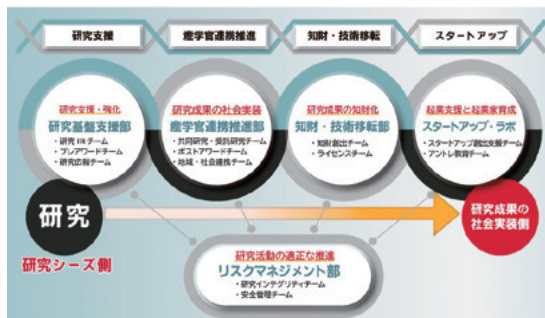 研究支援
産学官連携推進
知財・技術移転
スタートアップ
研究支援・強化
研究基盤支援部
・研究IRチーム
・プレアワードチーム
・研究広報チーム
研究成果の社会実装
産学官連携推進部
・共同研究・受託研究チーム
・ポストアワードチーム
・地域・社会連携チーム
研究成果の知財化
知財・技術移転部
・知財創出チーム
・ライセンスチーム
起業支援と起業家育成
スタートアップ・ラボ
・スタートアップ創出支援チーム
・アントレ教育チーム
研究
研究シーズ側
研究成果の
社会実装側
研究活動の適正な推進
リスクマネジメント部
・研究インテグリティチーム
・安全管理チーム